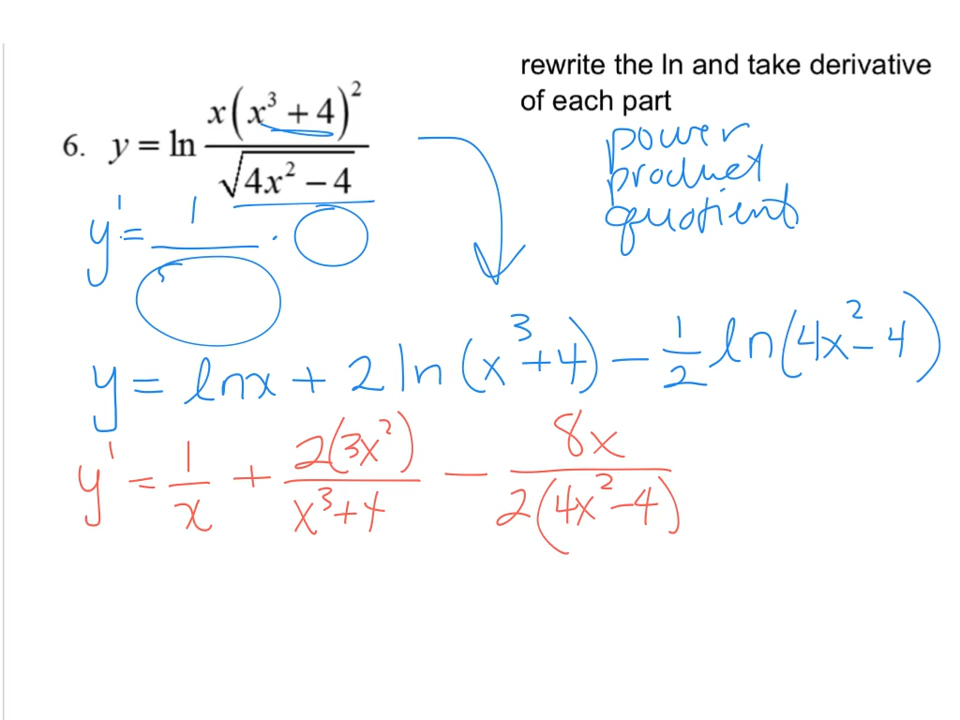 rewrite the ln and take derivative
of each part
6. y = ln x(x³ + 4)² / √(4x² − 4)
power
product
quotient
y' = 1/ ·
y = lnx + 2 ln (x³+4) − 1/2 ln(4x² − 4)
y' = 1/x + 2(3x²)/(x³+4) − 8x/(2(4x²−4))